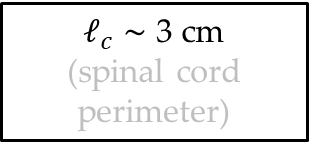 ℓ_c ~ 3 cm
(spinal cord
perimeter)